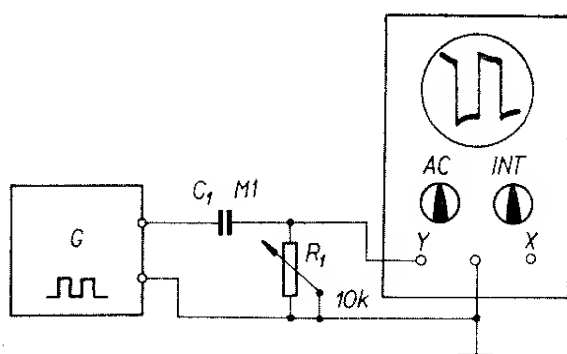 AC INT
C₁ M1
G
Y X
R₁
10k